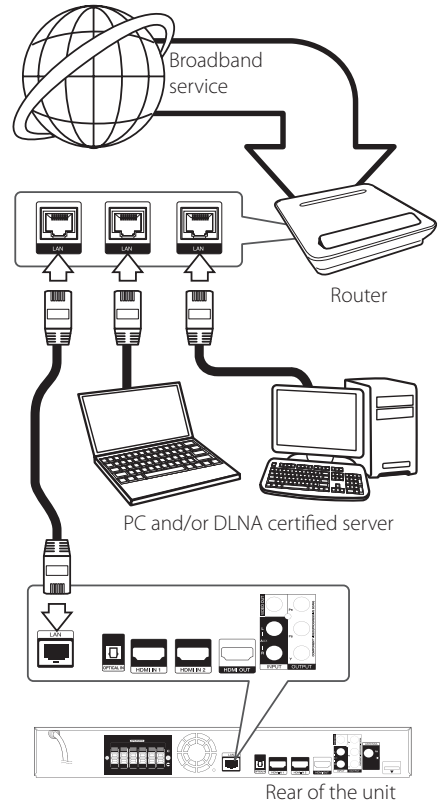 Broadband
service
LAN
LAN
LAN
Router
PC and/or DLNA certified server
LAN
OPTICAL IN
HDMI IN 1
HDMI IN 2
HDMI OUT
INPUT
OUTPUT
LAN
Rear of the unit